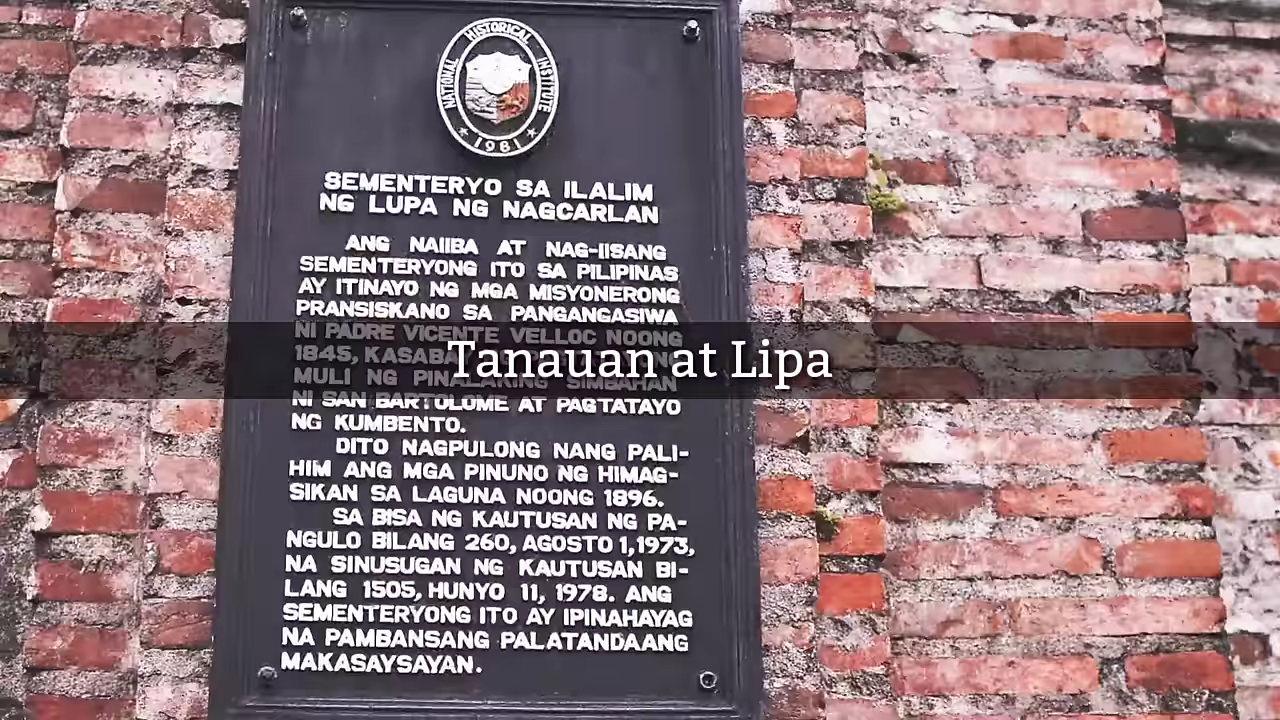 NATIONAL HISTORICAL INSTITUTE
1981
SEMENTERYO SA ILALIM
NG LUPA NG NAGCARLAN
ANG NAIIBA AT NAG-IISANG
SEMENTERYONG ITO SA PILIPINAS
AY ITINAYO NG MGA MISYONERONG
PRANSISKANO SA PANGANGASIWA
NI PADRE VICENTE VELLOC NOONG
1845,
Tanauan at Lipa
MULI NG PINALAKING SIMBAHAN
NI SAN BARTOLOME AT PAGTATAYO
NG KUMBENTO.
DITO NAGPULONG NANG PALI-
HIM ANG MGA PINUNO NG HIMAG-
SIKAN SA LAGUNA NOONG 1896.
SA BISA NG KAUTUSAN NG PA-
NGULO BILANG 260, AGOSTO 1, 1973,
NA SINUSUGAN NG KAUTUSAN BI-
LANG 1505, HUNYO 11, 1978. ANG
SEMENTERYONG ITO AY IPINAHAYAG
NA PAMBANSANG PALATANDAANG
MAKASAYSAYAN.